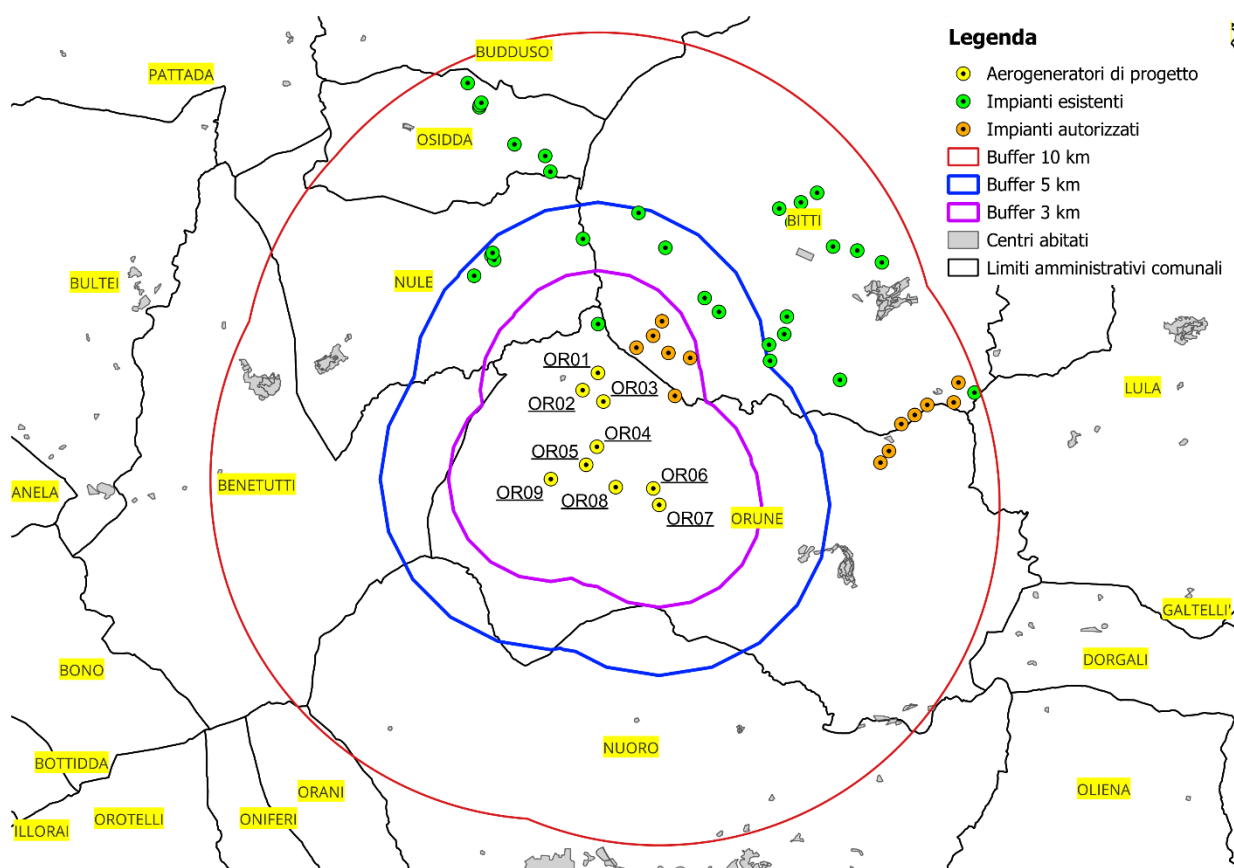 BUDDUSO'
PATTADA
OSIDDA
Legenda
Aerogeneratori di progetto
Impianti esistenti
Impianti autorizzati
Buffer 10 km
Buffer 5 km
Buffer 3 km
Centri abitati
Limiti amministrativi comunali
BITTI
BULTEI
NULE
OR01
OR02
OR03
LULA
OR04
OR05
OR06
OR09
OR08
OR07
BENETUTTI
ANELA
ORUNE
GALTELLI'
DORGALI
BONO
NUORO
BOTTIDDA
ORANI
OLIENA
ILLORAI
OROTELLI
ONIFERI